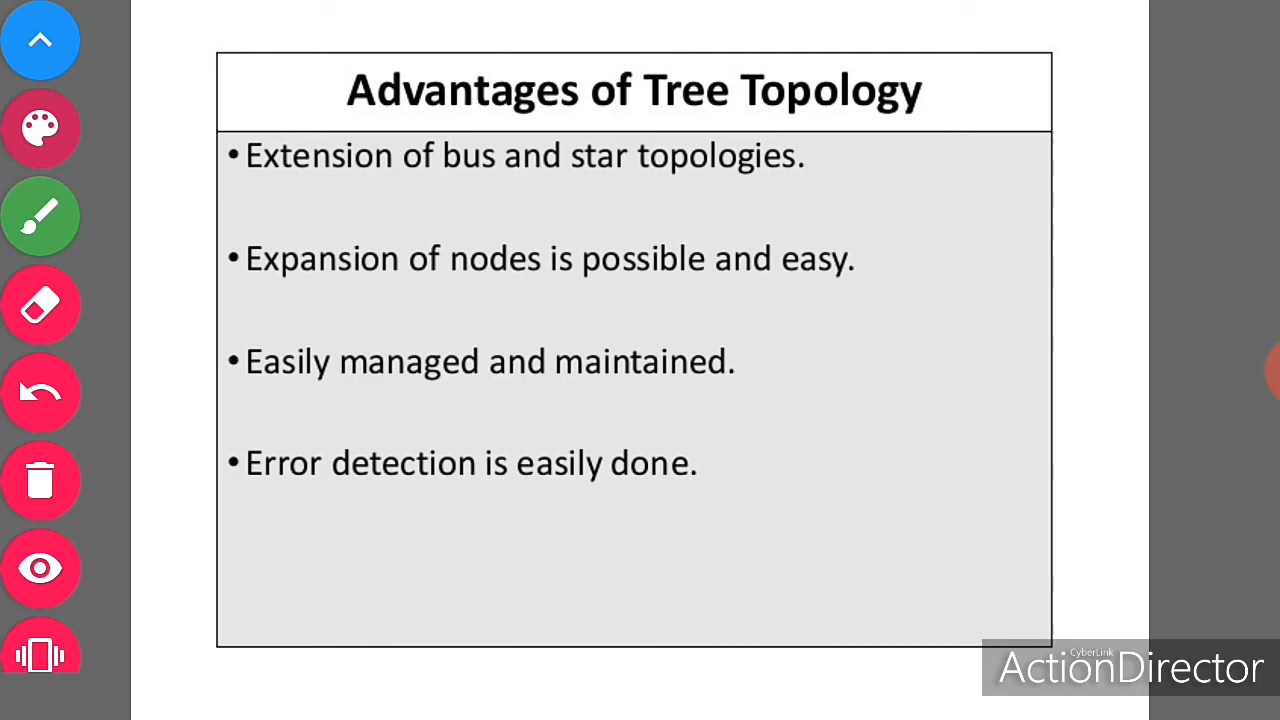 Advantages of Tree Topology
• Extension of bus and star topologies.
• Expansion of nodes is possible and easy.
• Easily managed and maintained.
• Error detection is easily done.
CyberLink
ActionDirector